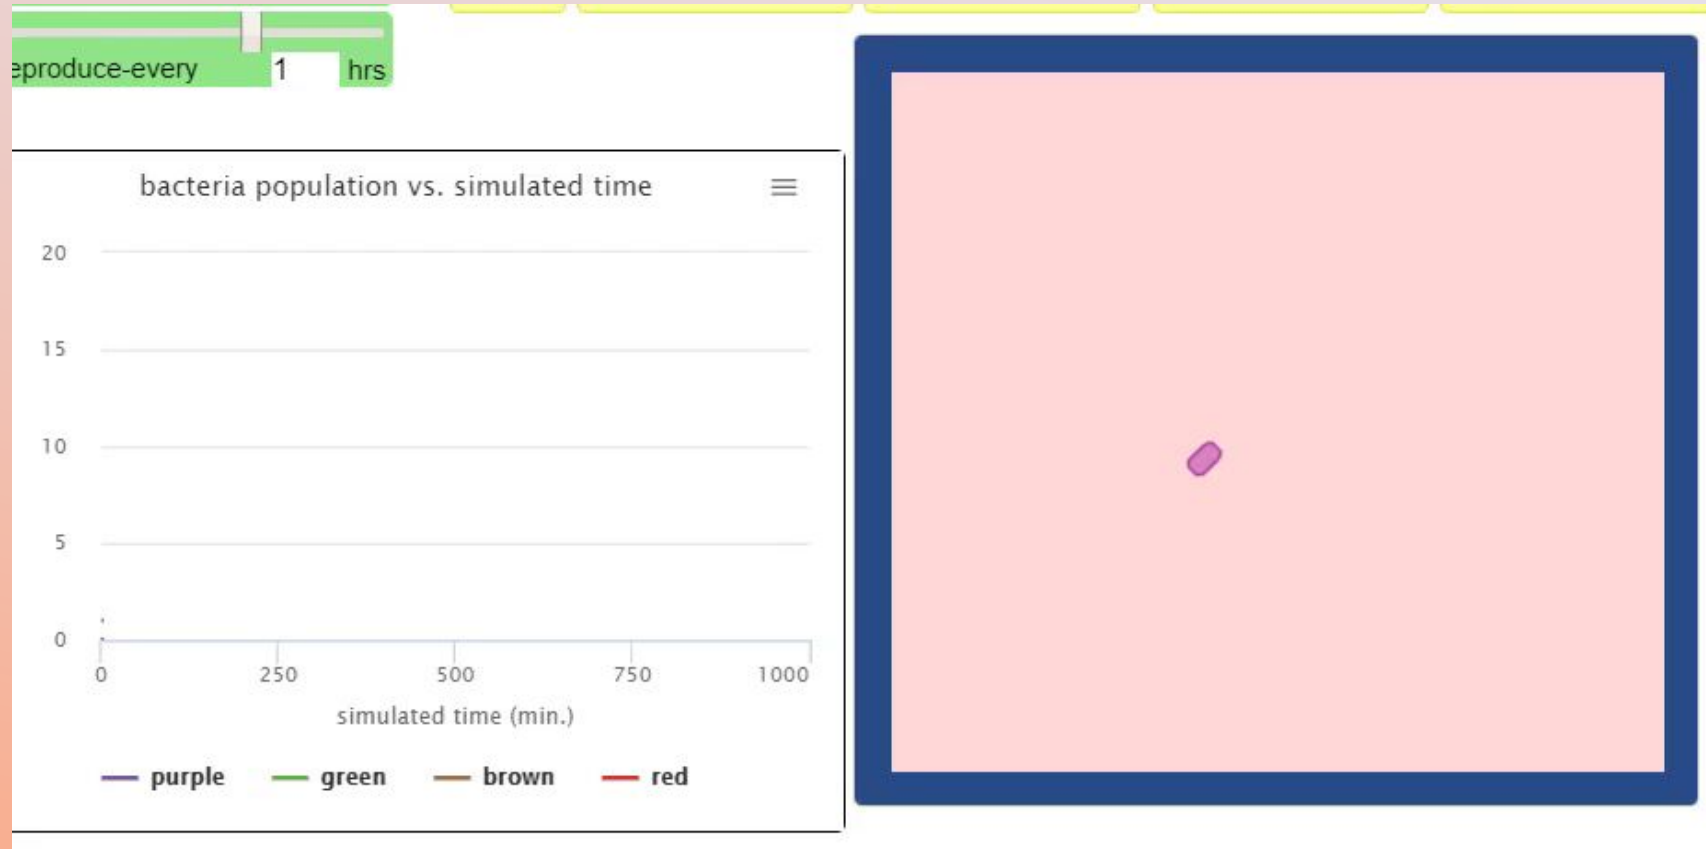 eproduce-every 1 hrs
bacteria population vs. simulated time
20
15
10
5
0
0 250 500 750 1000
simulated time (min.)
purple green brown red